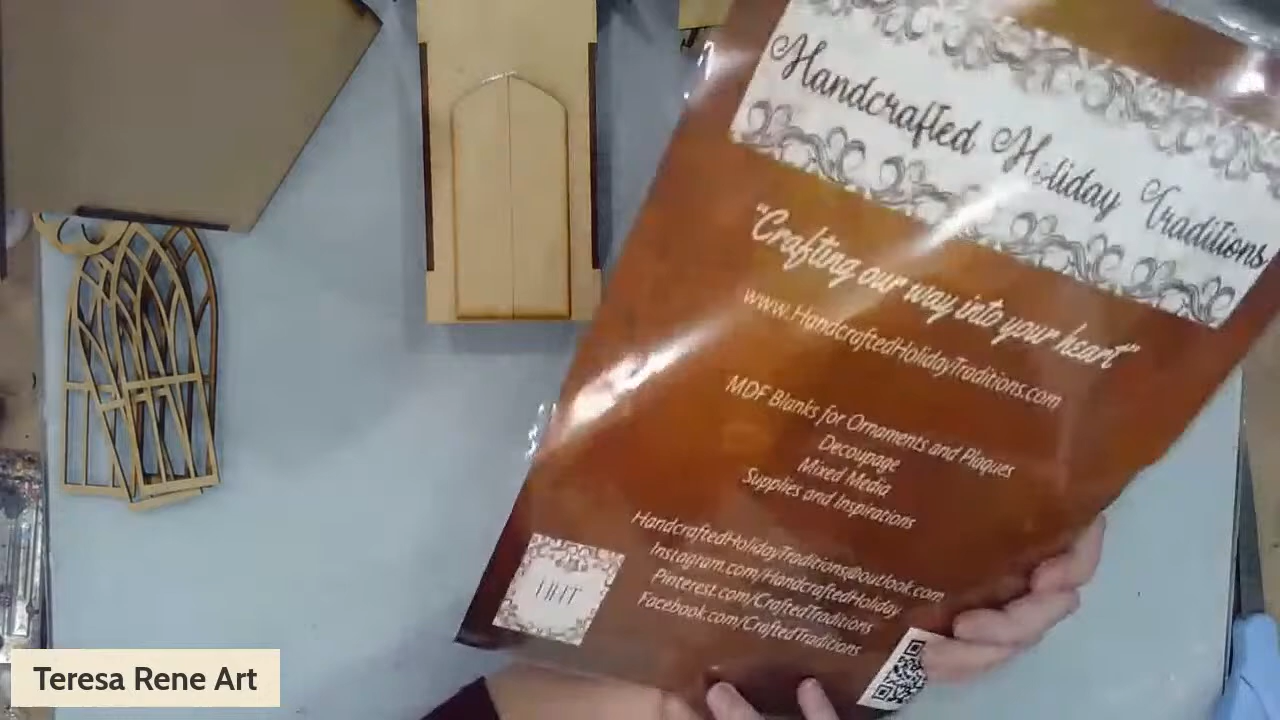 Handcrafted Holiday Traditions
"Crafting our way into your heart"
www.HandcraftedHolidayTraditions.com
MDF Blanks for Ornaments and Plaques
Decoupage
Mixed Media
Supplies and Inspirations
HandcraftedHolidayTraditions@outlook.com
Instagram.com/HandcraftedHoliday
Pinterest.com/CraftedTraditions
Facebook.com/CraftedTraditions
HHT
Teresa Rene Art